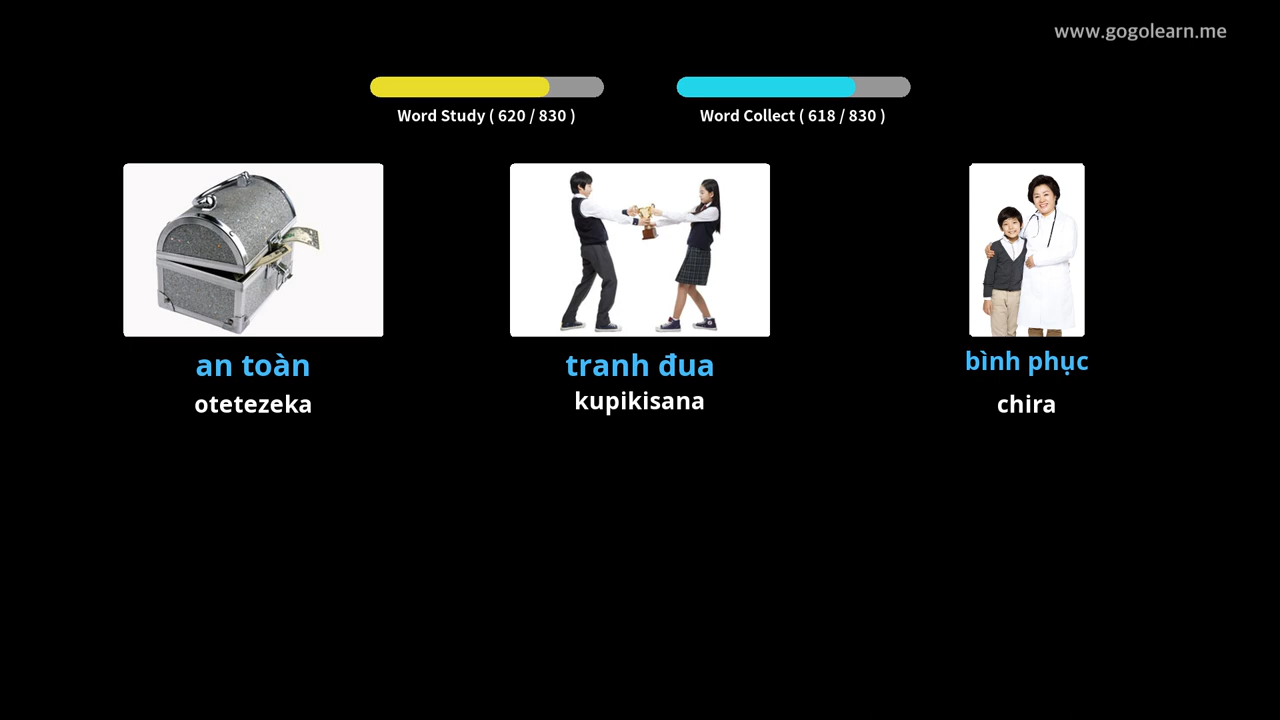 www.gogolearn.me
Word Study ( 620 / 830 )
Word Collect ( 618 / 830 )
an toàn
otetezeka
tranh đua
kupikisana
bình phục
chira